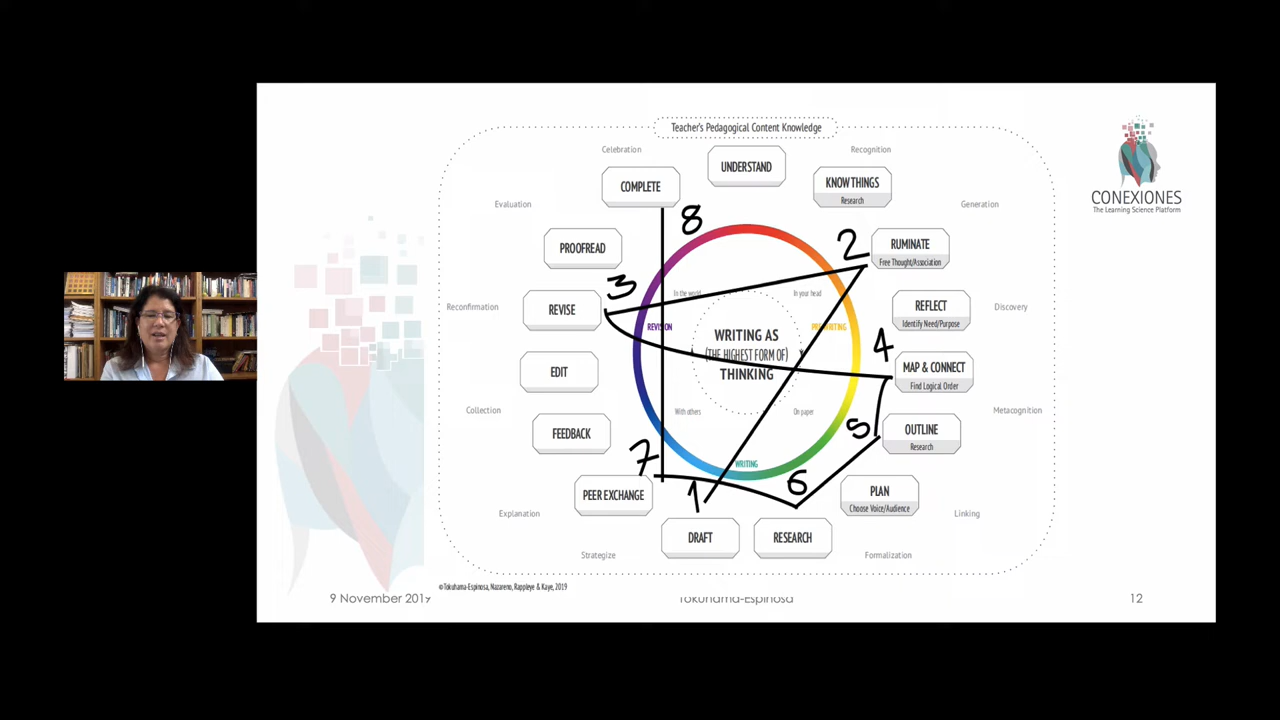 Teacher's Pedagogical Content Knowledge
Celebration
UNDERSTAND
Recognition
COMPLETE
KNOW THINGS
Research
Evaluation
Generation
8
2
PROOFREAD
RUMINATE
Free Thought/Association
3
In the world
In your head
Reconfirmation
REVISE
REFLECT
Identify Need/Purpose
Discovery
REVISION
WRITING AS
(THE HIGHEST FORM OF)
THINKING
4
EDIT
MAP & CONNECT
Find Logical Order
Collection
With others
On paper
Metacognition
FEEDBACK
5
OUTLINE
Research
7
WRITING
6
PEER EXCHANGE
1
PLAN
Choose Voice/Audience
Explanation
Linking
DRAFT
RESEARCH
Strategize
Formalization
©Tokuhama-Espinosa, Nazareno, Rappleye & Kaye, 2019
9 November 2019
Tokuhama-Espinosa
12
CONEXIONES
The Learning Science Platform